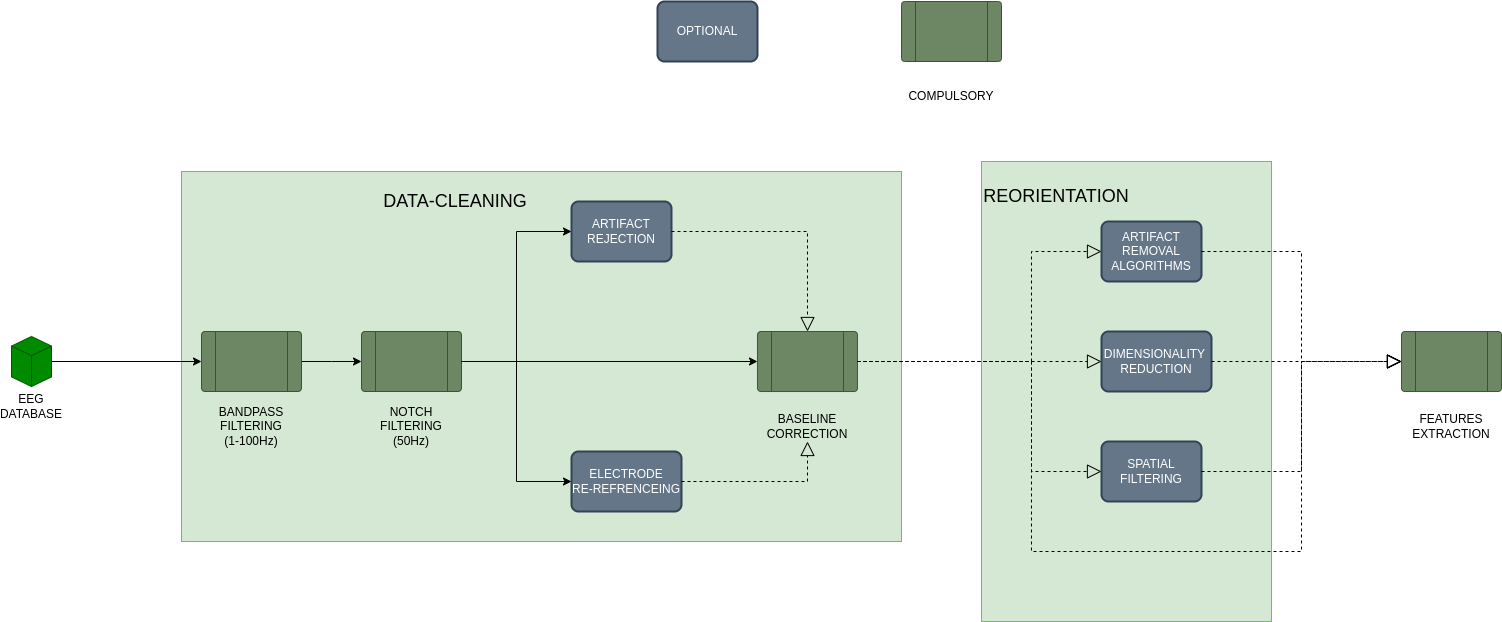 OPTIONAL
COMPULSORY
DATA-CLEANING
REORIENTATION
ARTIFACT
REJECTION
ARTIFACT
REMOVAL
ALGORITHMS
EEG
DATABASE
BANDPASS
FILTERING
(1-100Hz)
NOTCH
FILTERING
(50Hz)
BASELINE
CORRECTION
DIMENSIONALITY
REDUCTION
FEATURES
EXTRACTION
ELECTRODE
RE-REFRENCEING
SPATIAL
FILTERING